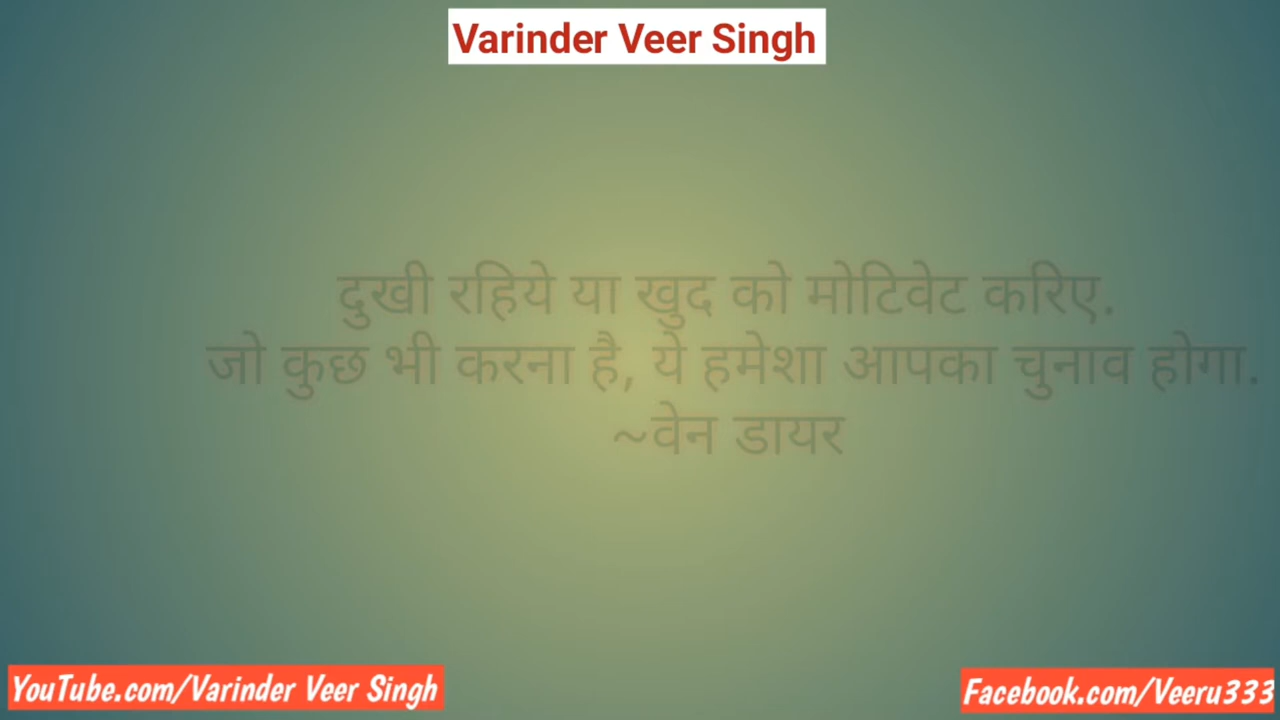 Varinder Veer Singh
दुखी रहिये या खुद को मोटिवेट करिए.
जो कुछ भी करना है, ये हमेशा आपका चुनाव होगा.
~वेन डायर
YouTube.com/Varinder Veer Singh
Facebook.com/Veeru333